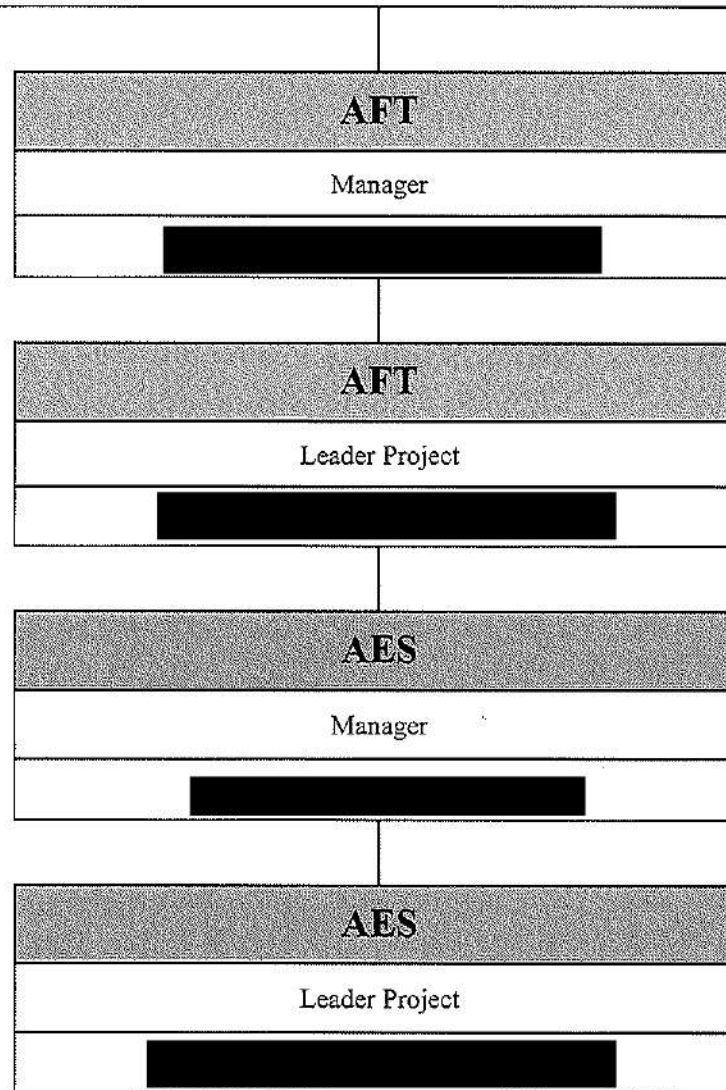 AFT
Manager
AFT
Leader Project
AES
Manager
AES
Leader Project